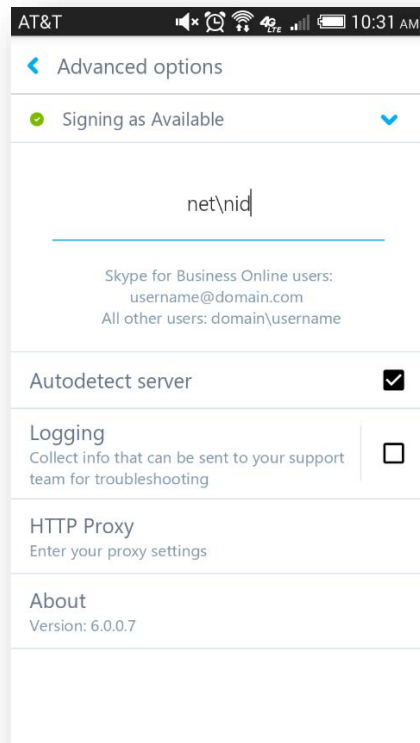 AT&T 4G LTE 10:31 AM
Advanced options
Signing as Available
net\nid
Skype for Business Online users:
username@domain.com
All other users: domain\username
Autodetect server
Logging
Collect info that can be sent to your support
team for troubleshooting
HTTP Proxy
Enter your proxy settings
About
Version: 6.0.0.7